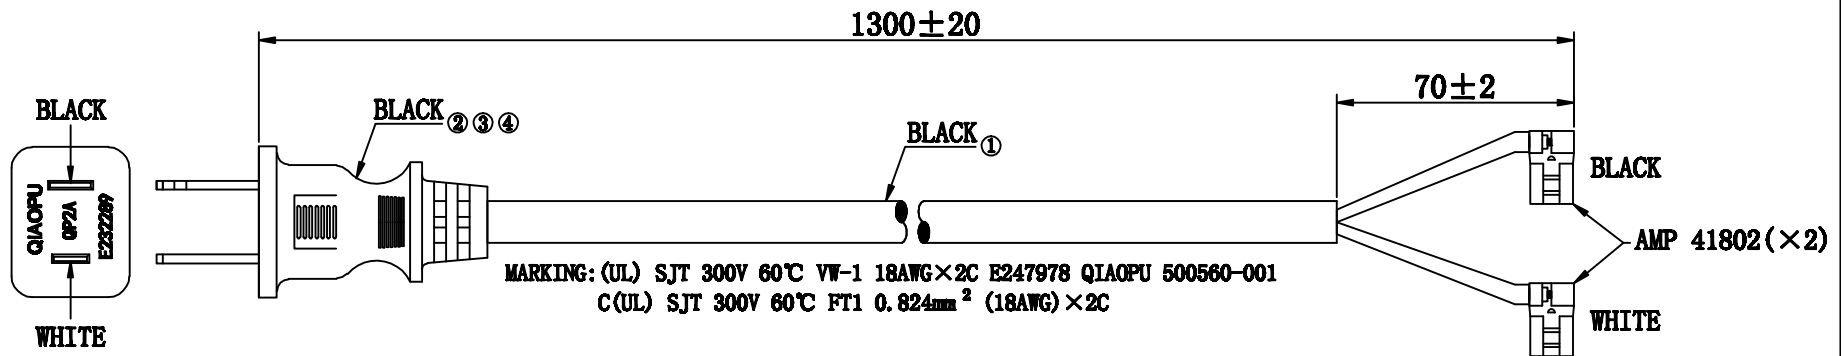 1300±20
70±2
BLACK
BLACK②③④
BLACK①
BLACK
QIAOPU
QP2A
E232289
AMP 41802(×2)
MARKING:(UL) SJT 300V 60℃ VW-1 18AWG×2C E247978 QIAOPU 500560-001
C(UL) SJT 300V 60℃ FT1 0.824mm² (18AWG)×2C
WHITE
WHITE